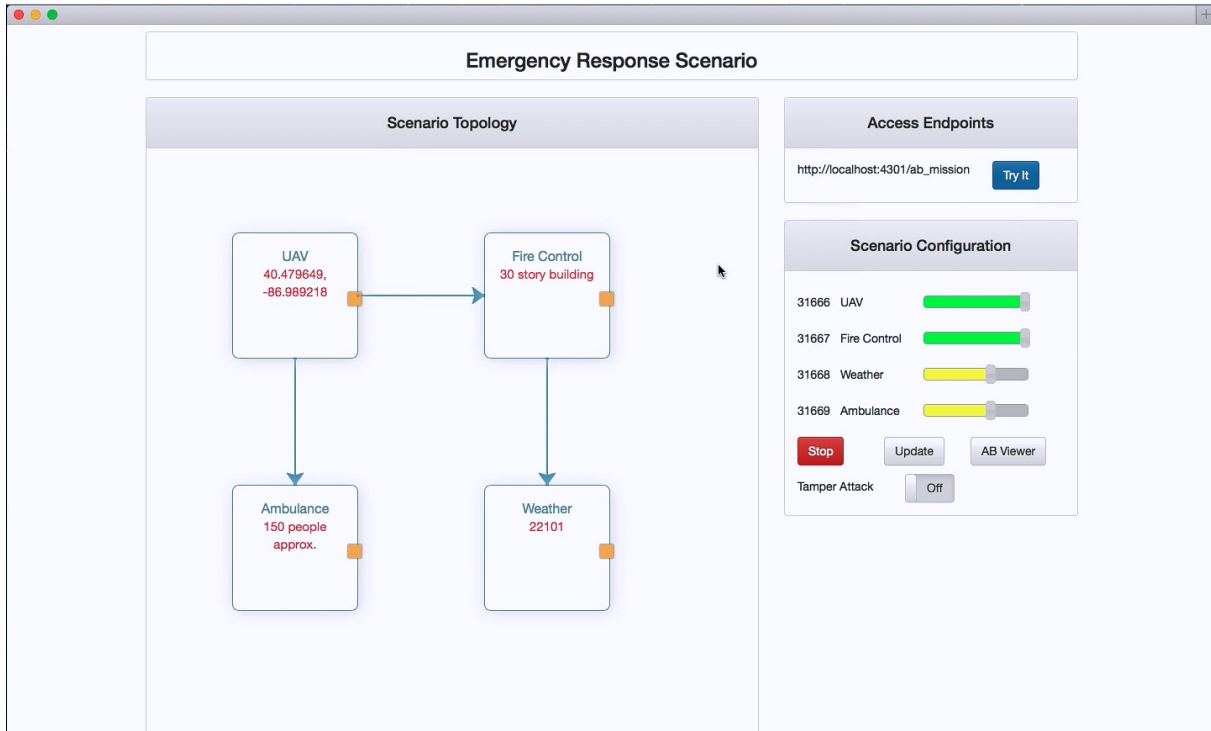 Emergency Response Scenario
Scenario Topology
UAV
40.479649,
-86.989218
Fire Control
30 story building
Ambulance
150 people
approx.
Weather
22101
Access Endpoints
http://localhost:4301/ab_mission
Try It
Scenario Configuration
31666 UAV
31667 Fire Control
31668 Weather
31669 Ambulance
Stop
Update
AB Viewer
Tamper Attack
Off